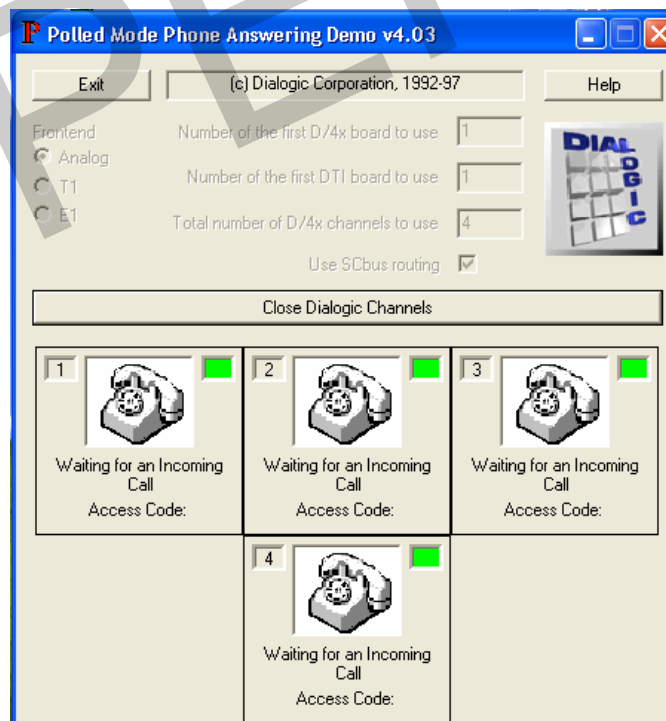 Polled Mode Phone Answering Demo v4.03
Exit
(c) Dialogic Corporation, 1992-97
Help
Frontend
Analog
T1
E1
Number of the first D/4x board to use
1
Number of the first DTI board to use
1
Total number of D/4x channels to use
4
Use SCbus routing
DIALOGIC
Close Dialogic Channels
1
Waiting for an Incoming
Call
Access Code:
2
Waiting for an Incoming
Call
Access Code:
3
Waiting for an Incoming
Call
Access Code:
4
Waiting for an Incoming
Call
Access Code: